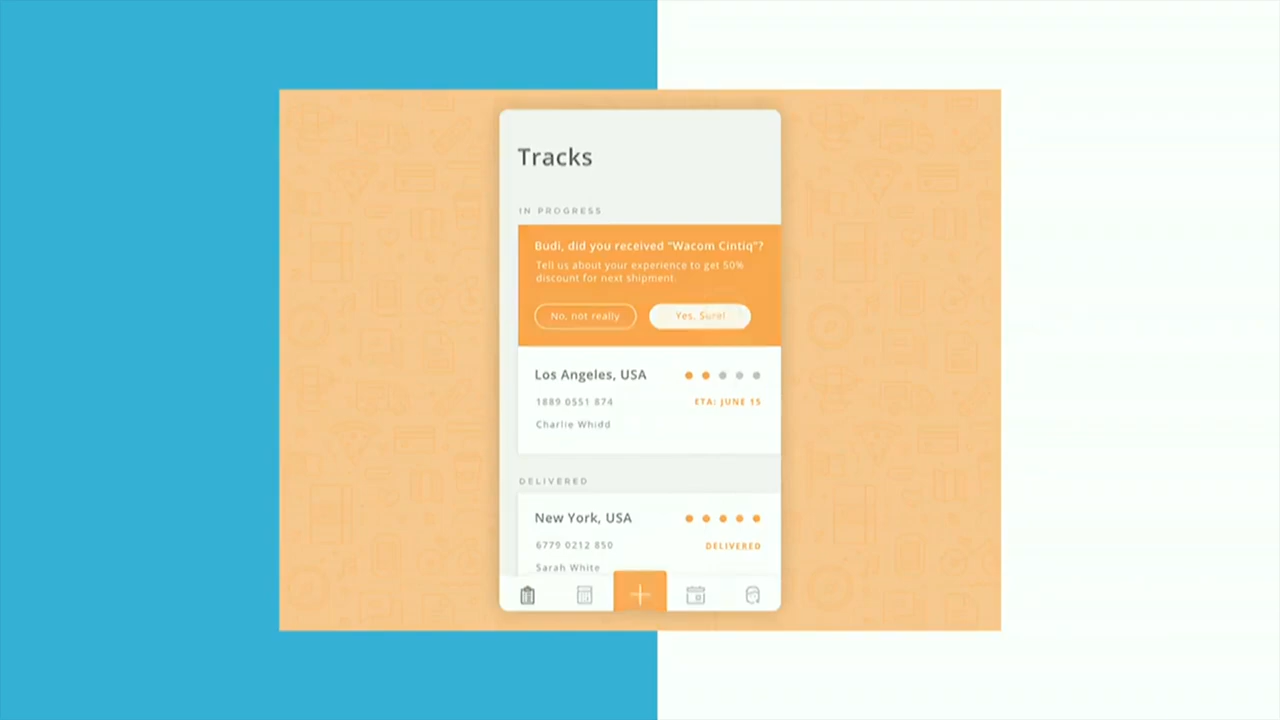 Tracks
IN PROGRESS
Budi, did you received "Wacom Cintiq"?
Tell us about your experience to get 50%
discount for next shipment.
No, not really
Yes. Sure!
Los Angeles, USA
1889 0551 874
ETA: JUNE 15
Charlie Whidd
DELIVERED
New York, USA
6779 0212 850
DELIVERED
Sarah White